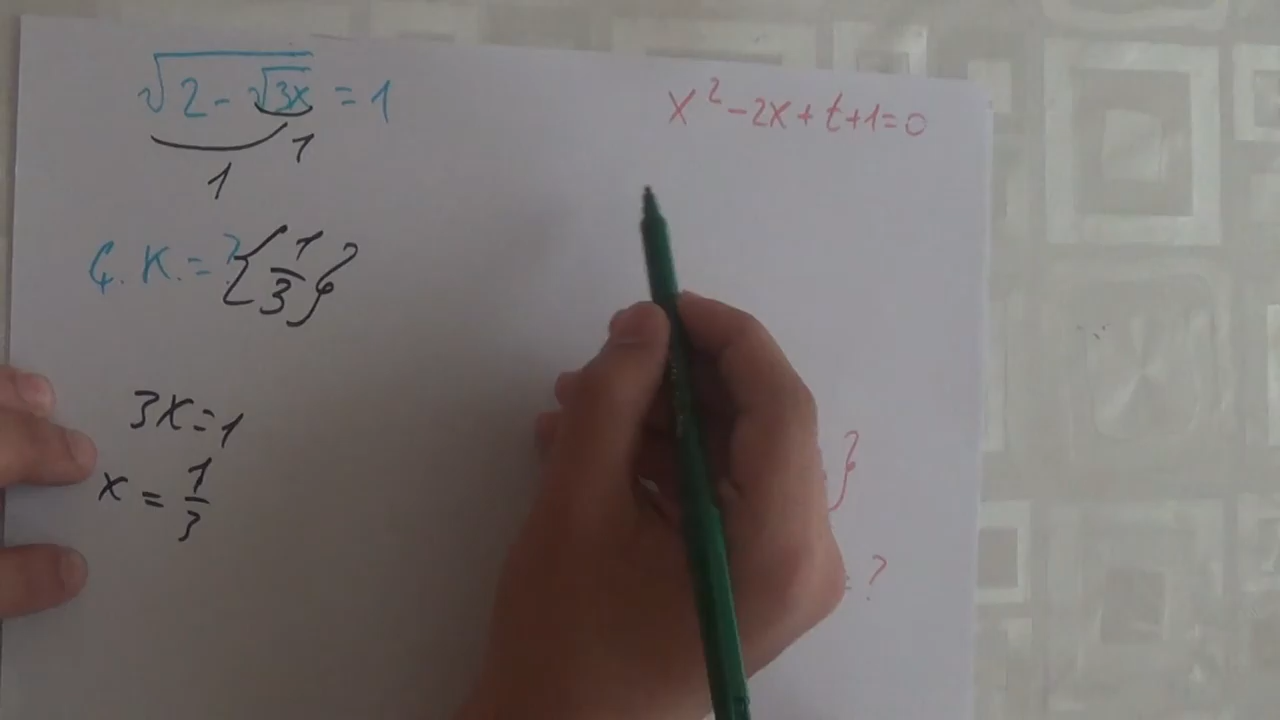 √(2 - √(3x)) = 1
1
1
Ç.K. = ? {1/3}
3x = 1
x = 1/3
x² - 2x + t + 1 = 0
}
= ?